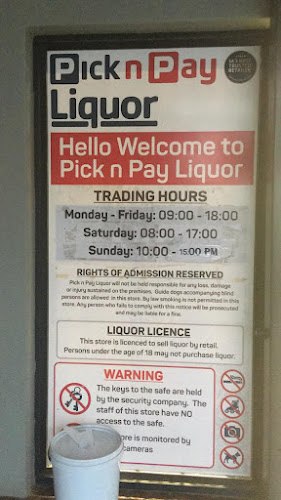 Pick n Pay
Liquor
Hello Welcome to
Pick n Pay Liquor
TRADING HOURS
Monday - Friday: 09:00 - 18:00
Saturday: 08:00 - 17:00
Sunday: 10:00 - 15:00 PM
RIGHTS OF ADMISSION RESERVED
Pick n Pay Liquor will not be held responsible for any loss, damage
or injury sustained on the premises. Guide dogs accompanying blind
persons are allowed in this store. By law smoking is not permitted in this
store. Any person who fails to comply with this notice will be prosecuted
and may be liable for a fine.
LIQUOR LICENCE
This store is licenced to sell liquor by retail.
Persons under the age of 18 may not purchase liquor.
WARNING
The keys to the safe are held
by the security company. The
staff of this store have NO
access to the safe.
ore is monitored by
cameras